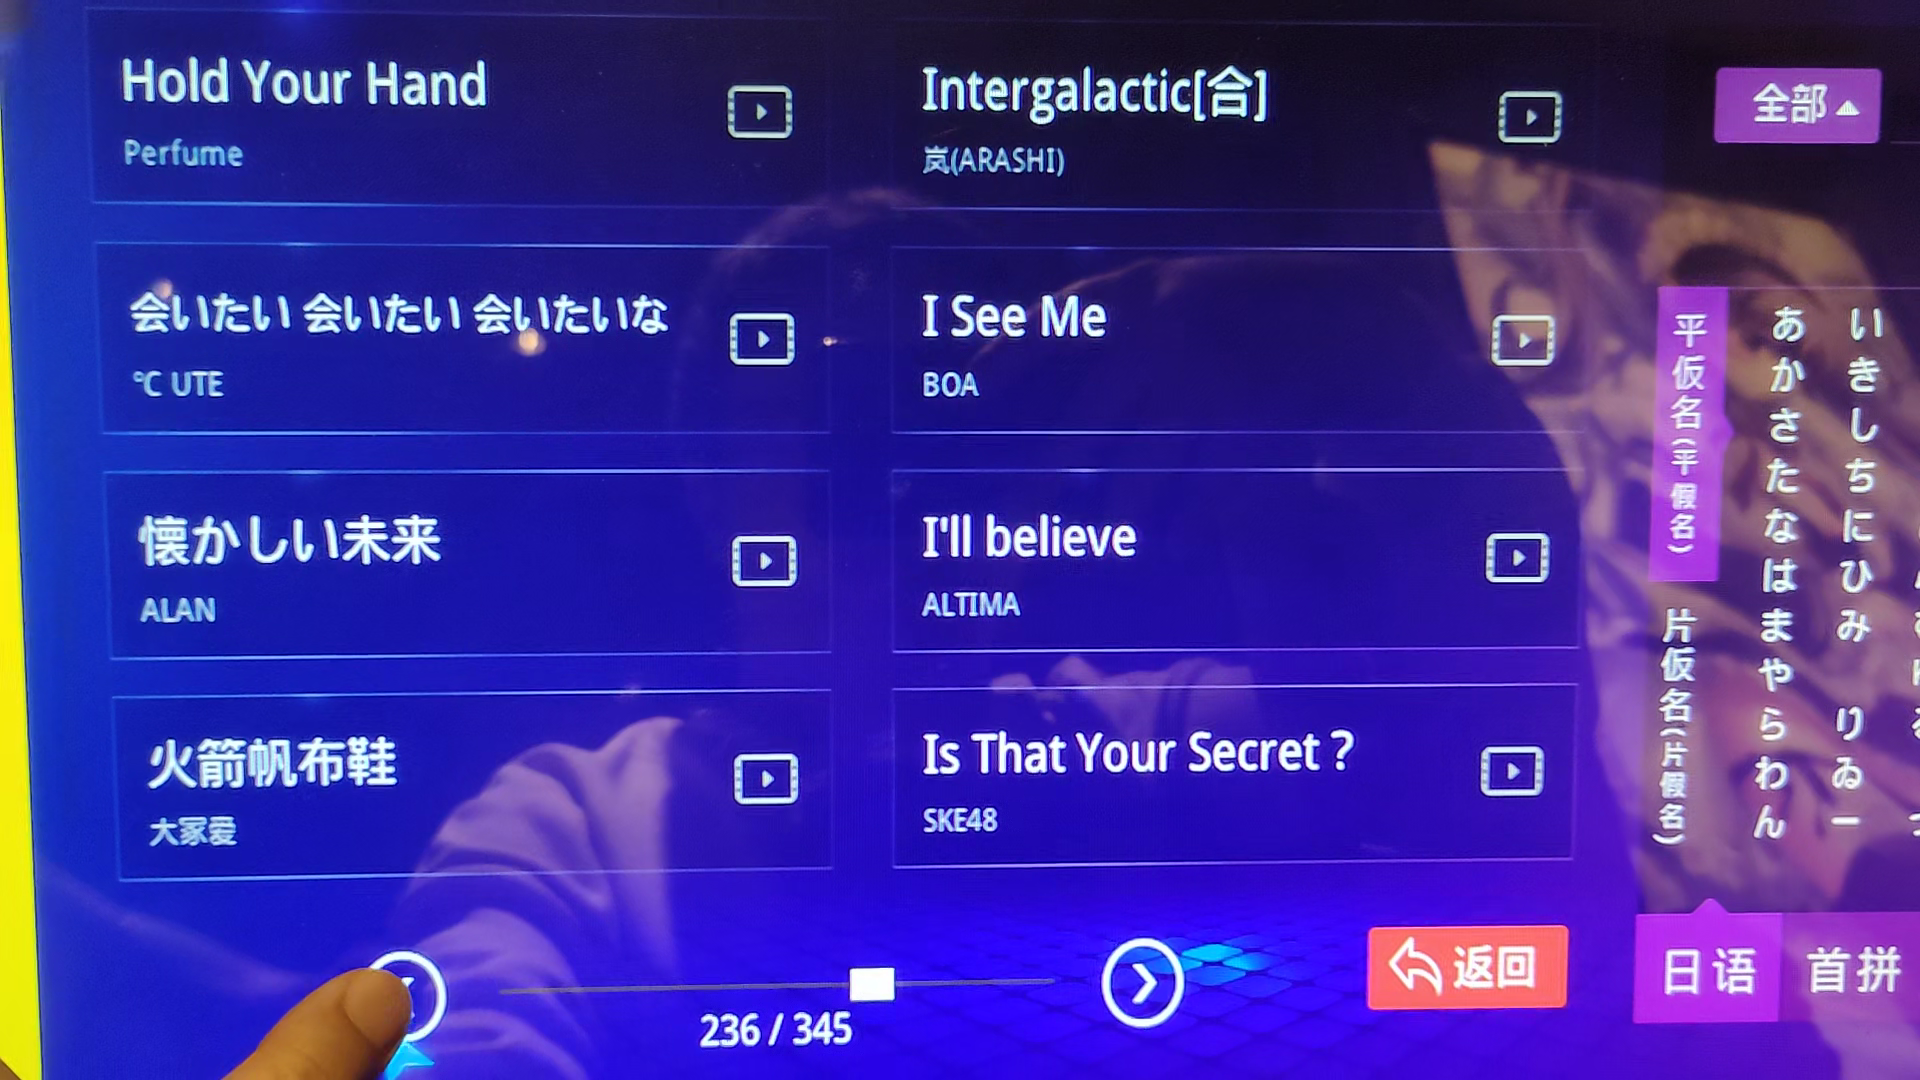 Hold Your Hand
Perfume
Intergalactic[合]
岚(ARASHI)
会いたい 会いたい 会いたいな
℃ UTE
I See Me
BOA
懐かしい未来
ALAN
I'll believe
ALTIMA
火箭帆布鞋
大冢爱
Is That Your Secret ?
SKE48
236 / 345
返回
全部
平仮名(平假名)
片仮名(片假名)
あかさたなはまやらわん
いきしちにひみ りゐー
日语
首拼